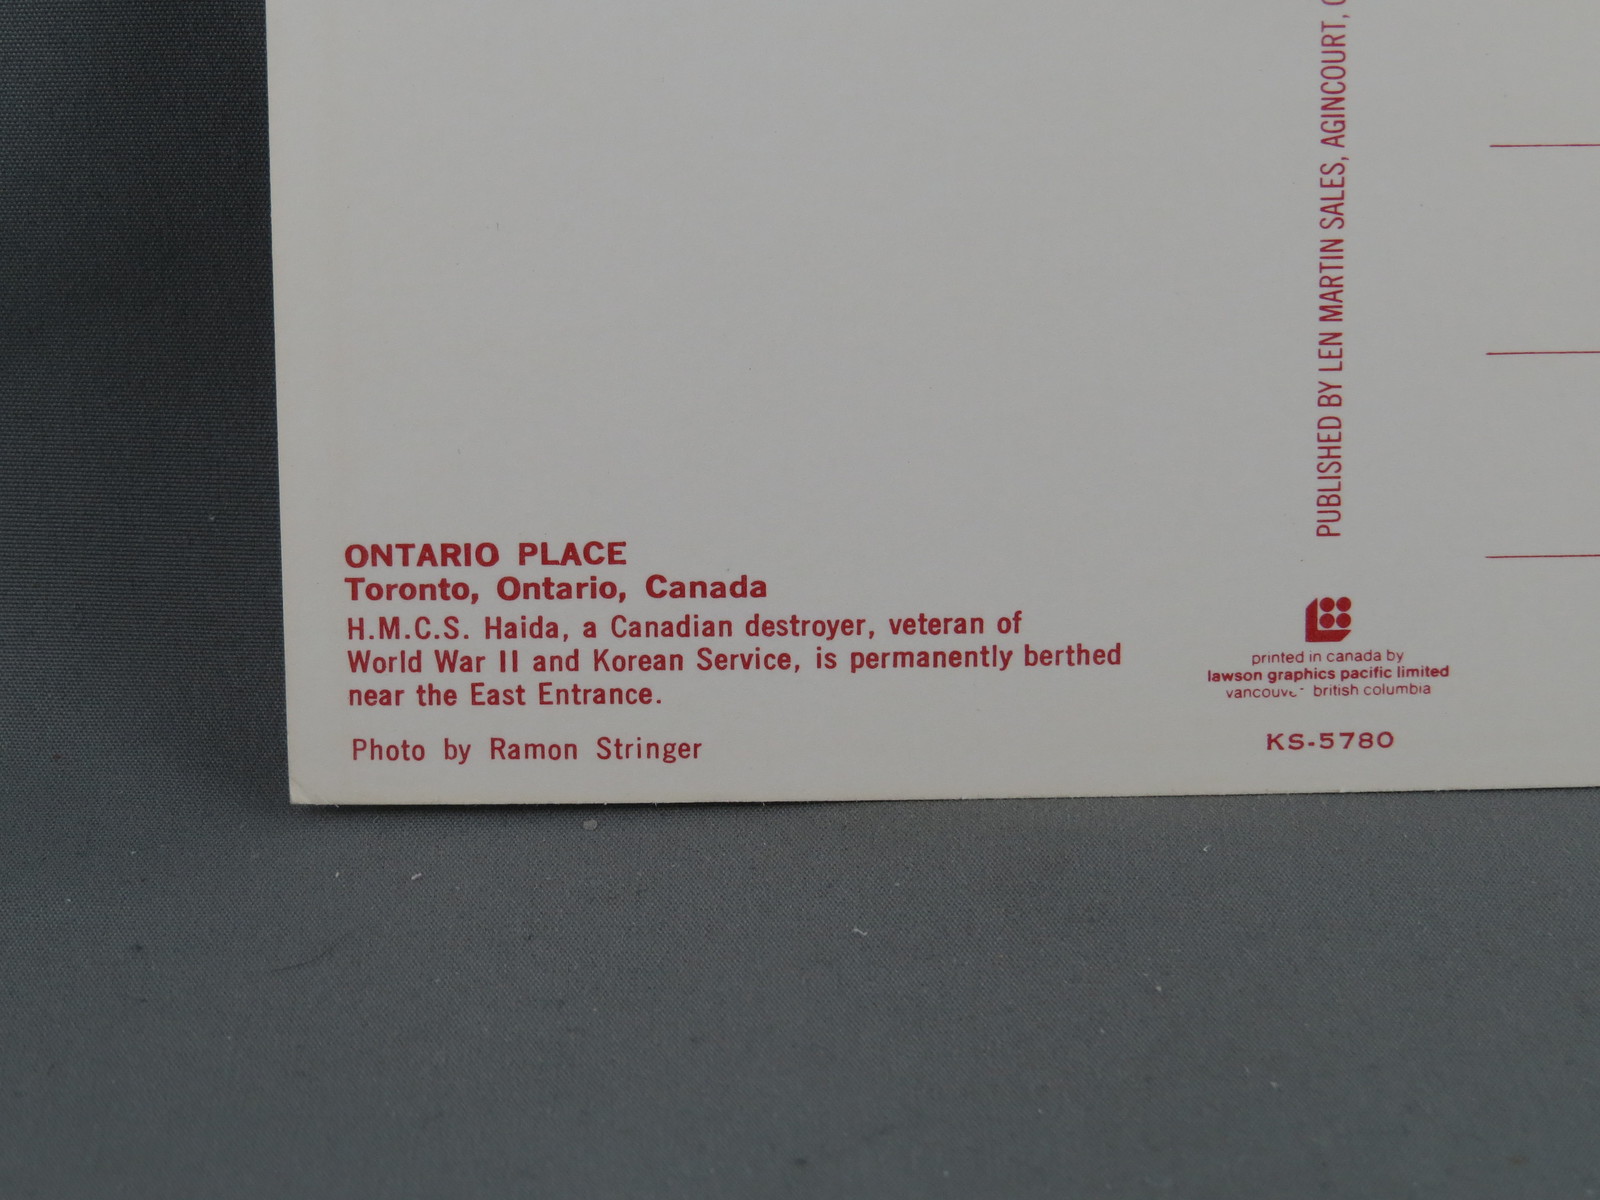 ONTARIO PLACE
Toronto, Ontario, Canada
H.M.C.S. Haida, a Canadian destroyer, veteran of
World War II and Korean Service, is permanently berthed
near the East Entrance.
Photo by Ramon Stringer
PUBLISHED BY LEN MARTIN SALES, AGINCOURT,
printed in canada by
lawson graphics pacific limited
vancouver british columbia
KS-5780